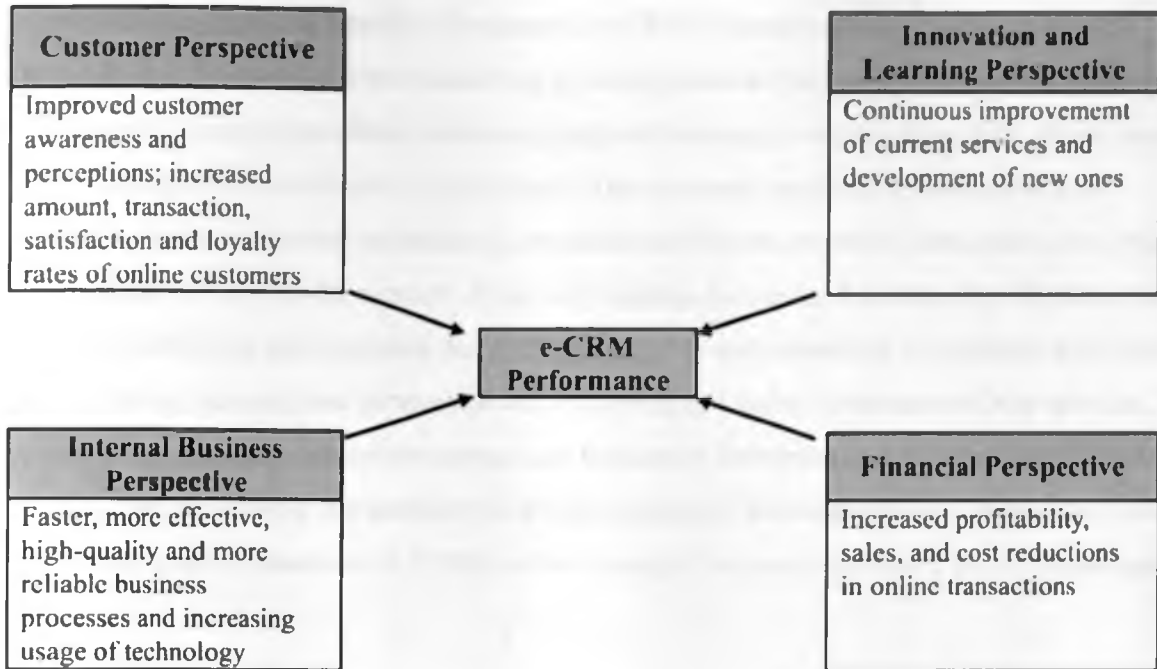 Customer Perspective
Improved customer
awareness and
perceptions; increased
amount, transaction,
satisfaction and loyalty
rates of online customers
Innovation and
Learning Perspective
Continuous improvememt
of current services and
development of new ones
e-CRM
Performance
Internal Business
Perspective
Faster, more effective,
high-quality and more
reliable business
processes and increasing
usage of technology
Financial Perspective
Increased profitability,
sales, and cost reductions
in online transactions